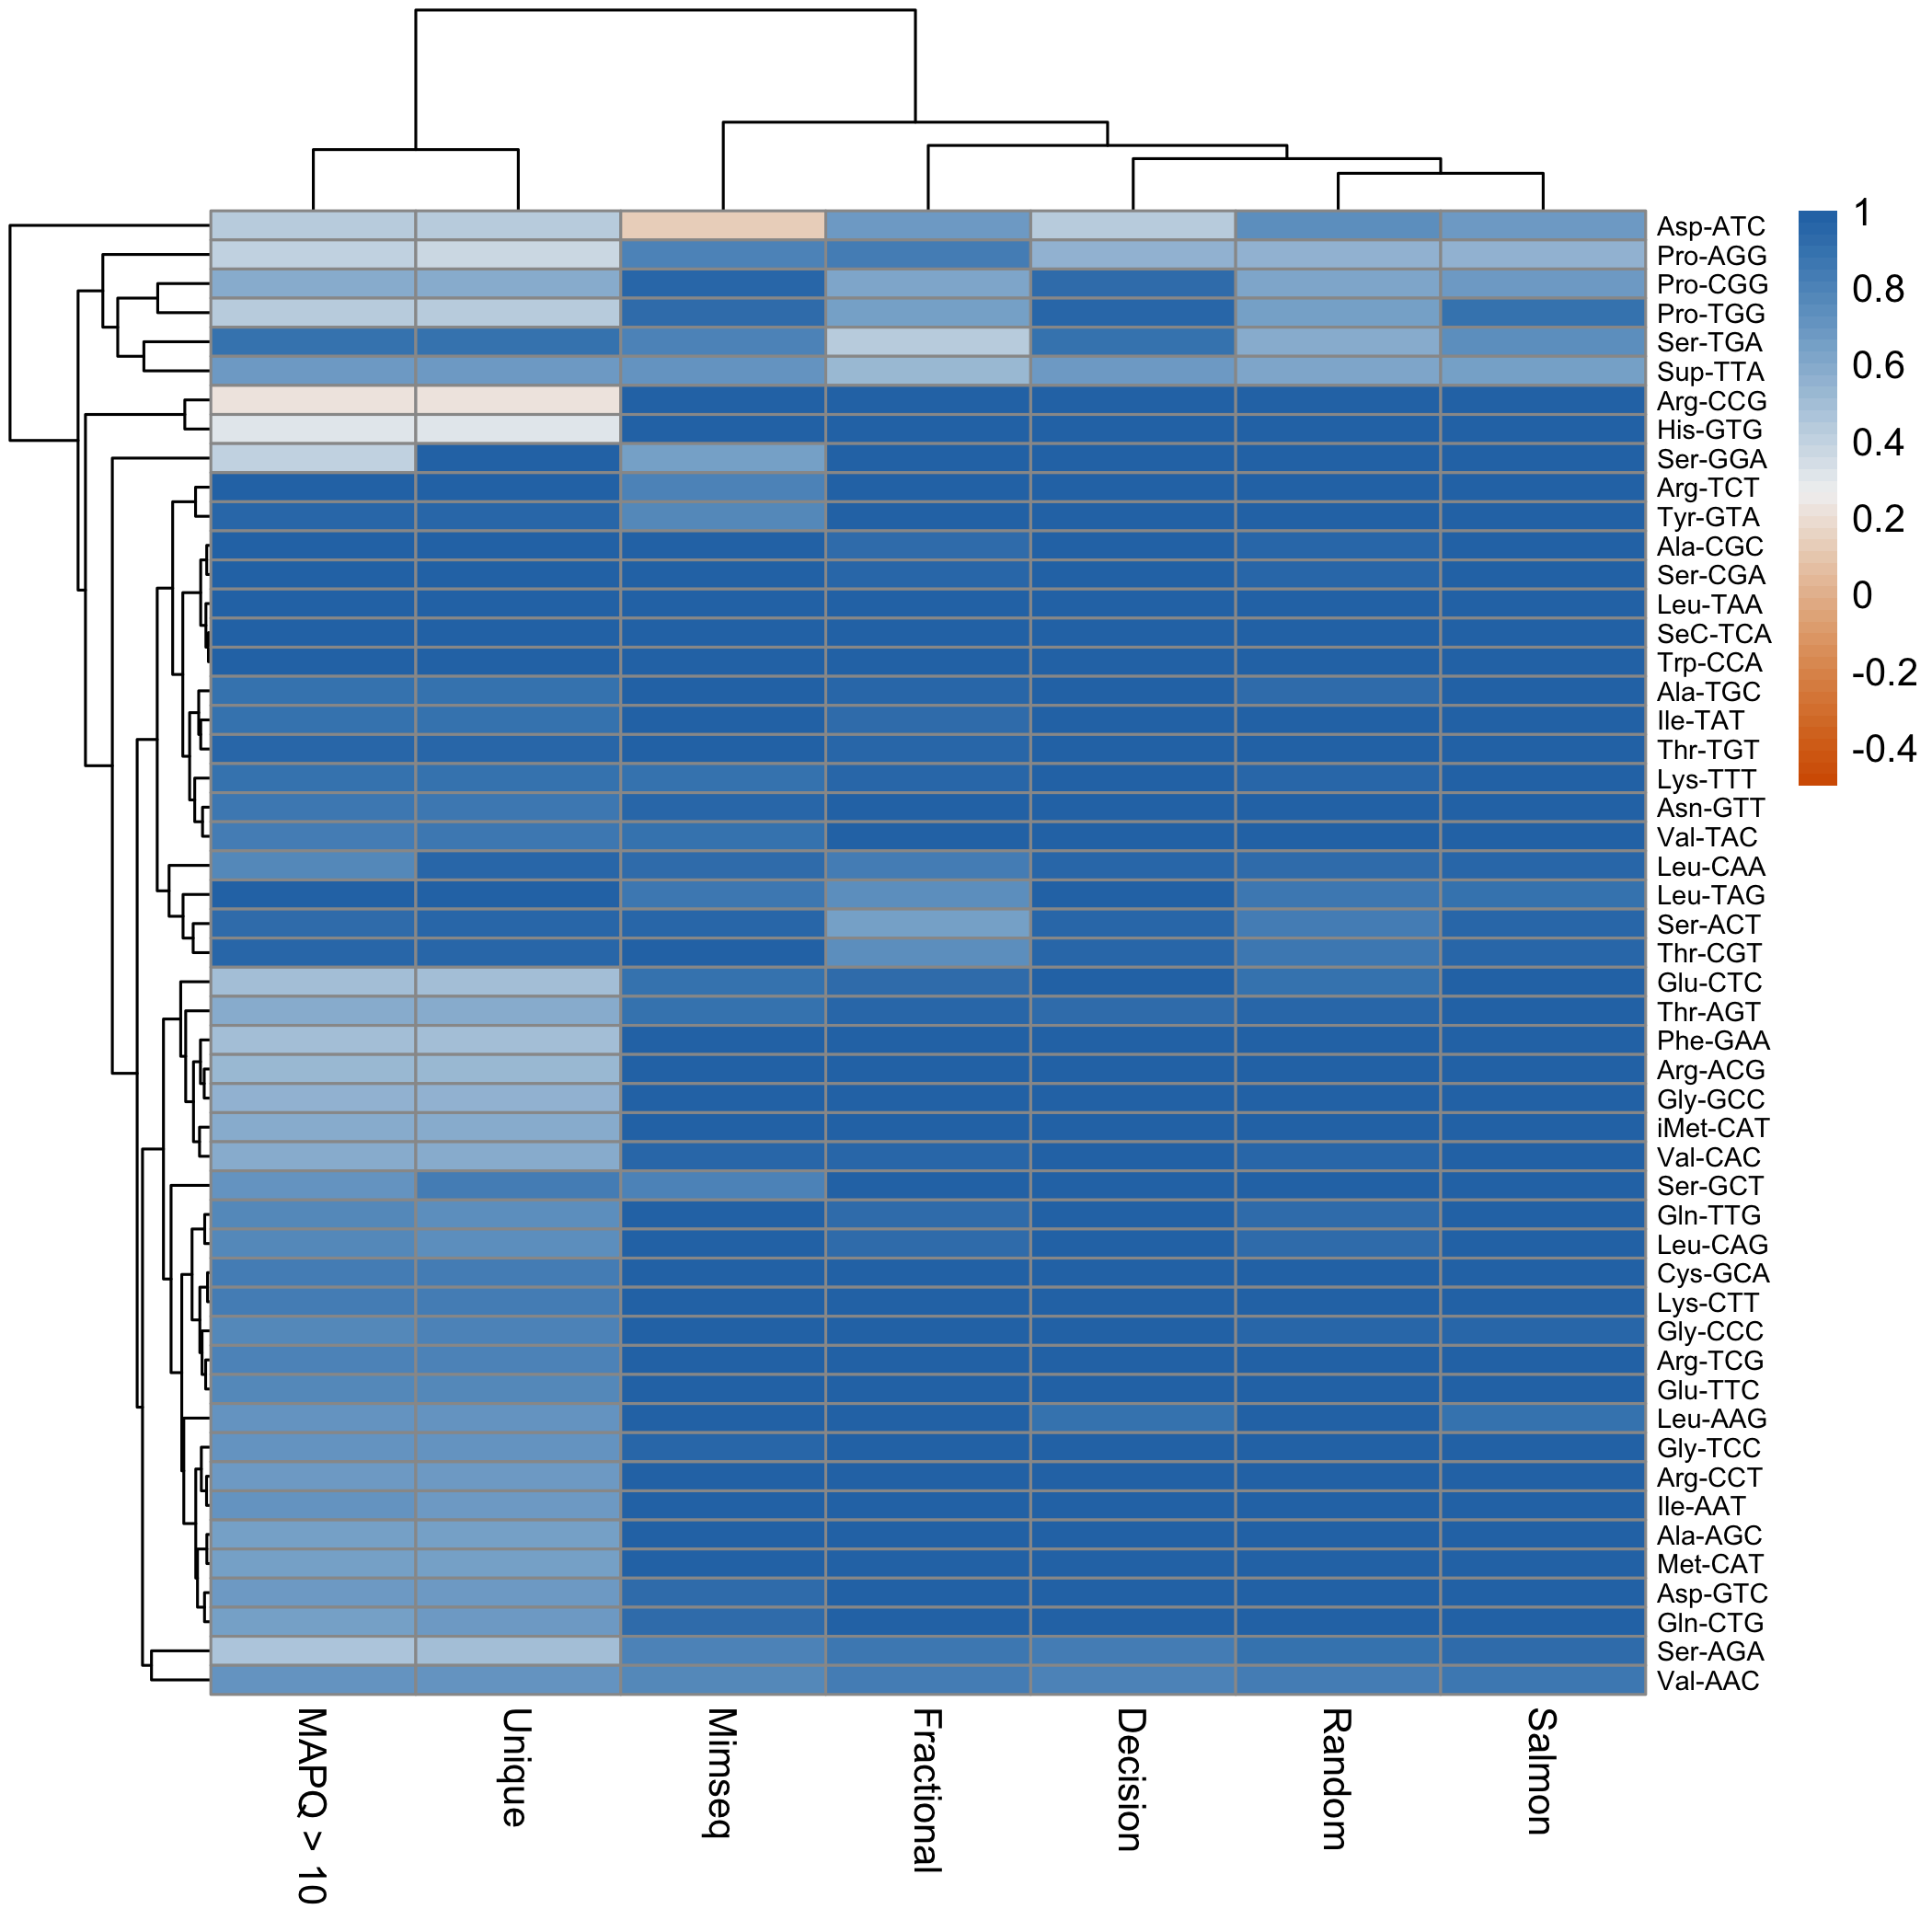 Asp-ATC
Pro-AGG
Pro-CGG
Pro-TGG
Ser-TGA
Sup-TTA
Arg-CCG
His-GTG
Ser-GGA
Arg-TCT
Tyr-GTA
Ala-CGC
Ser-CGA
Leu-TAA
SeC-TCA
Trp-CCA
Ala-TGC
Ile-TAT
Thr-TGT
Lys-TTT
Asn-GTT
Val-TAC
Leu-CAA
Leu-TAG
Ser-ACT
Thr-CGT
Glu-CTC
Thr-AGT
Phe-GAA
Arg-ACG
Gly-GCC
iMet-CAT
Val-CAC
Ser-GCT
Gln-TTG
Leu-CAG
Cys-GCA
Lys-CTT
Gly-CCC
Arg-TCG
Glu-TTC
Leu-AAG
Gly-TCC
Arg-CCT
Ile-AAT
Ala-AGC
Met-CAT
Asp-GTC
Gln-CTG
Ser-AGA
Val-AAC
1
0.8
0.6
0.4
0.2
0
-0.2
-0.4
MAPQ > 10
Unique
Mimseq
Fractional
Decision
Random
Salmon